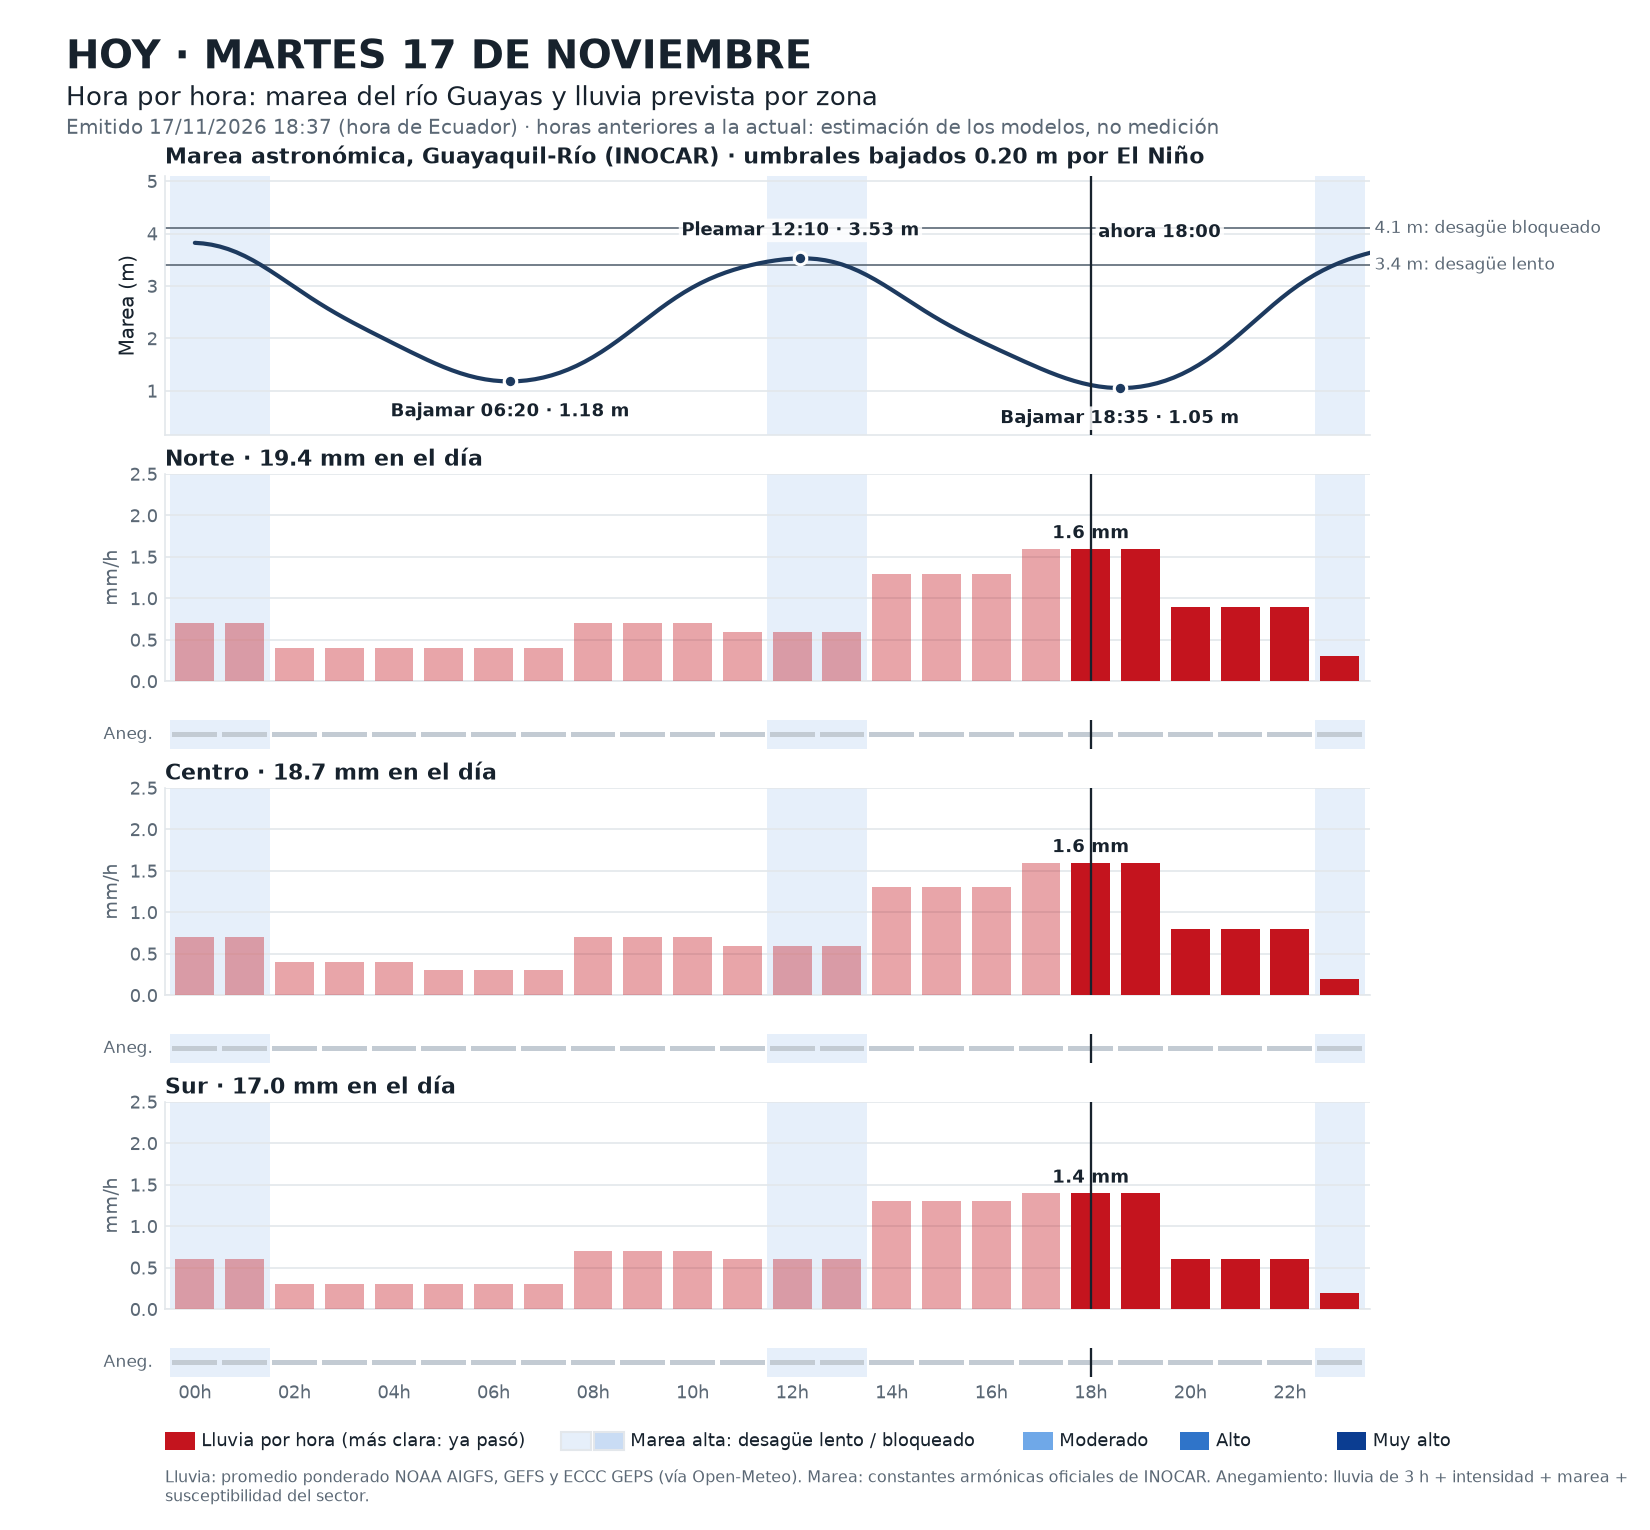 HOY · MARTES 17 DE NOVIEMBRE
Hora por hora: marea del río Guayas y lluvia prevista por zona
Emitido 17/11/2026 18:37 (hora de Ecuador) · horas anteriores a la actual: estimación de los modelos, no medición
Marea astronómica, Guayaquil-Río (INOCAR) · umbrales bajados 0.20 m por El Niño
Marea (m)
5
4
3
2
1
Pleamar 12:10 · 3.53 m
ahora 18:00
4.1 m: desagüe bloqueado
3.4 m: desagüe lento
Bajamar 06:20 · 1.18 m
Bajamar 18:35 · 1.05 m
Norte · 19.4 mm en el día
mm/h
2.5
2.0
1.5
1.0
0.5
0.0
1.6 mm
Aneg.
Centro · 18.7 mm en el día
mm/h
2.5
2.0
1.5
1.0
0.5
0.0
1.6 mm
Aneg.
Sur · 17.0 mm en el día
mm/h
2.5
2.0
1.5
1.0
0.5
0.0
1.4 mm
Aneg.
00h 02h 04h 06h 08h 10h 12h 14h 16h 18h 20h 22h
Lluvia por hora (más clara: ya pasó) Marea alta: desagüe lento / bloqueado Moderado Alto Muy alto
Lluvia: promedio ponderado NOAA AIGFS, GEFS y ECCC GEPS (vía Open-Meteo). Marea: constantes armónicas oficiales de INOCAR. Anegamiento: lluvia de 3 h + intensidad + marea +
susceptibilidad del sector.